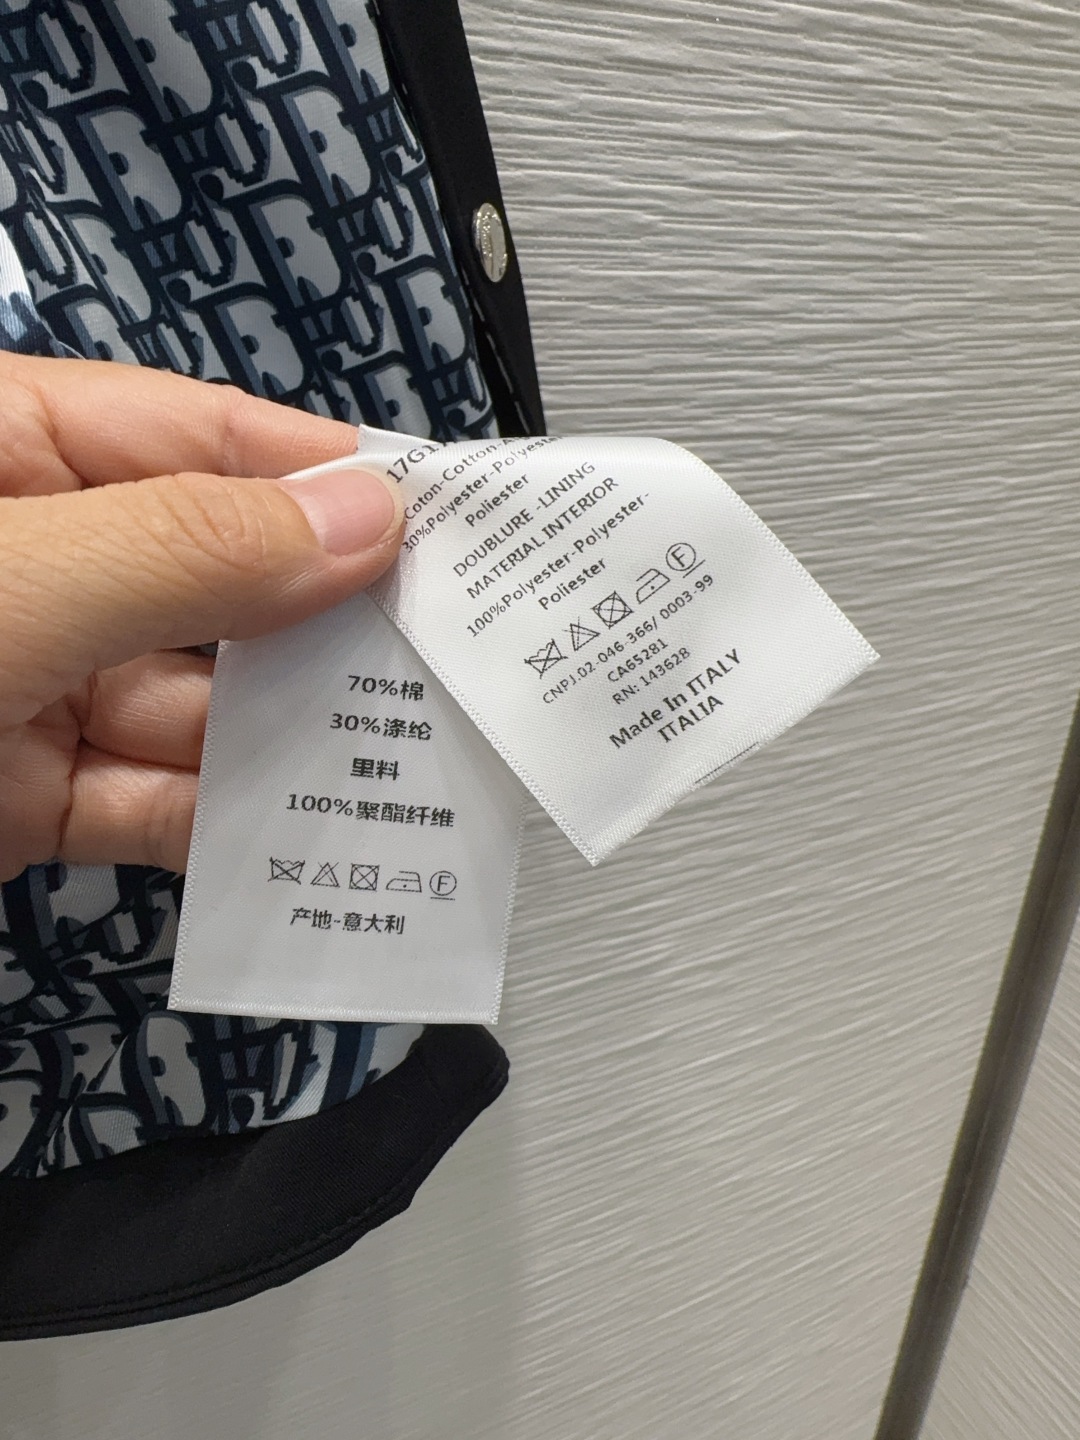 17G1
Coton-Cotton-
30%Polyester-Polyeste
Poliester
DOUBLURE -LINING
MATERIAL INTERIOR
100%Polyester-Polyester-
Poliester
F
CNPJ.02-046-366/ 0003-99
CA65281
RN: 143628
Made In ITALY
ITALIA
70%棉
30%涤纶
里料
100%聚酯纤维
F
产地-意大利